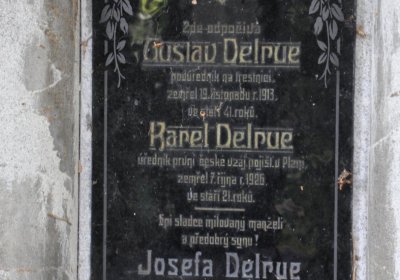 Zde odpočívá
Gustav Delrue
podúředník na trestnici,
zemřel 19. listopadu r. 1913.
ve stáří 41. roků.
Karel Delrue
úředník první české vzáj. pojišť. v Plzni
zemřel 7. října r. 1926
ve stáří 21. roků.
Spi sladce milovaný manželi
a předobrý synu!
Josefa Delrue